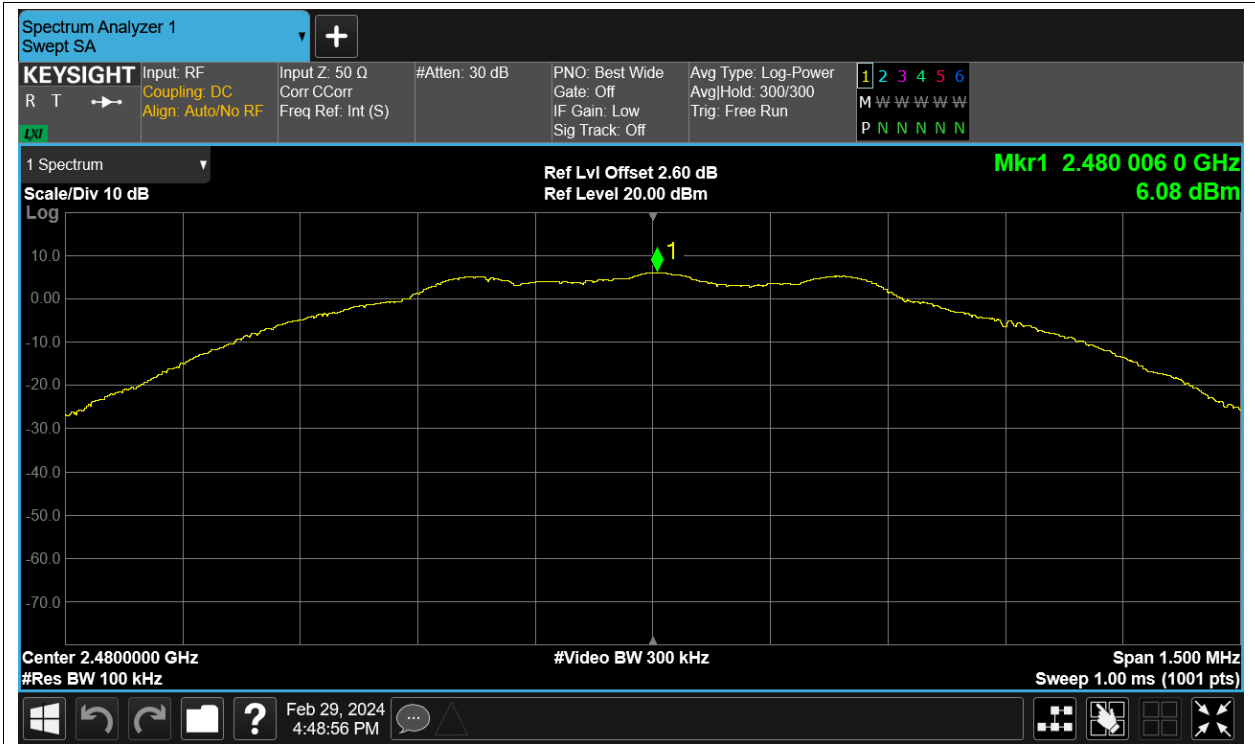 Spectrum Analyzer 1
Swept SA
+
KEYSIGHT
R T
LXI
Input: RF
Coupling: DC
Align: Auto/No RF
Input Z: 50 Ω
Corr CCorr
Freq Ref: Int (S)
#Atten: 30 dB
PNO: Best Wide
Gate: Off
IF Gain: Low
Sig Track: Off
Avg Type: Log-Power
Avg|Hold: 300/300
Trig: Free Run
1 2 3 4 5 6
M W W W W W
P N N N N N
1 Spectrum
Scale/Div 10 dB
Log
Ref Lvl Offset 2.60 dB
Ref Level 20.00 dBm
Mkr1 2.480 006 0 GHz
6.08 dBm
1
10.0
0.00
-10.0
-20.0
-30.0
-40.0
-50.0
-60.0
-70.0
Center 2.4800000 GHz
#Res BW 100 kHz
#Video BW 300 kHz
Span 1.500 MHz
Sweep 1.00 ms (1001 pts)
?
Feb 29, 2024
4:48:56 PM